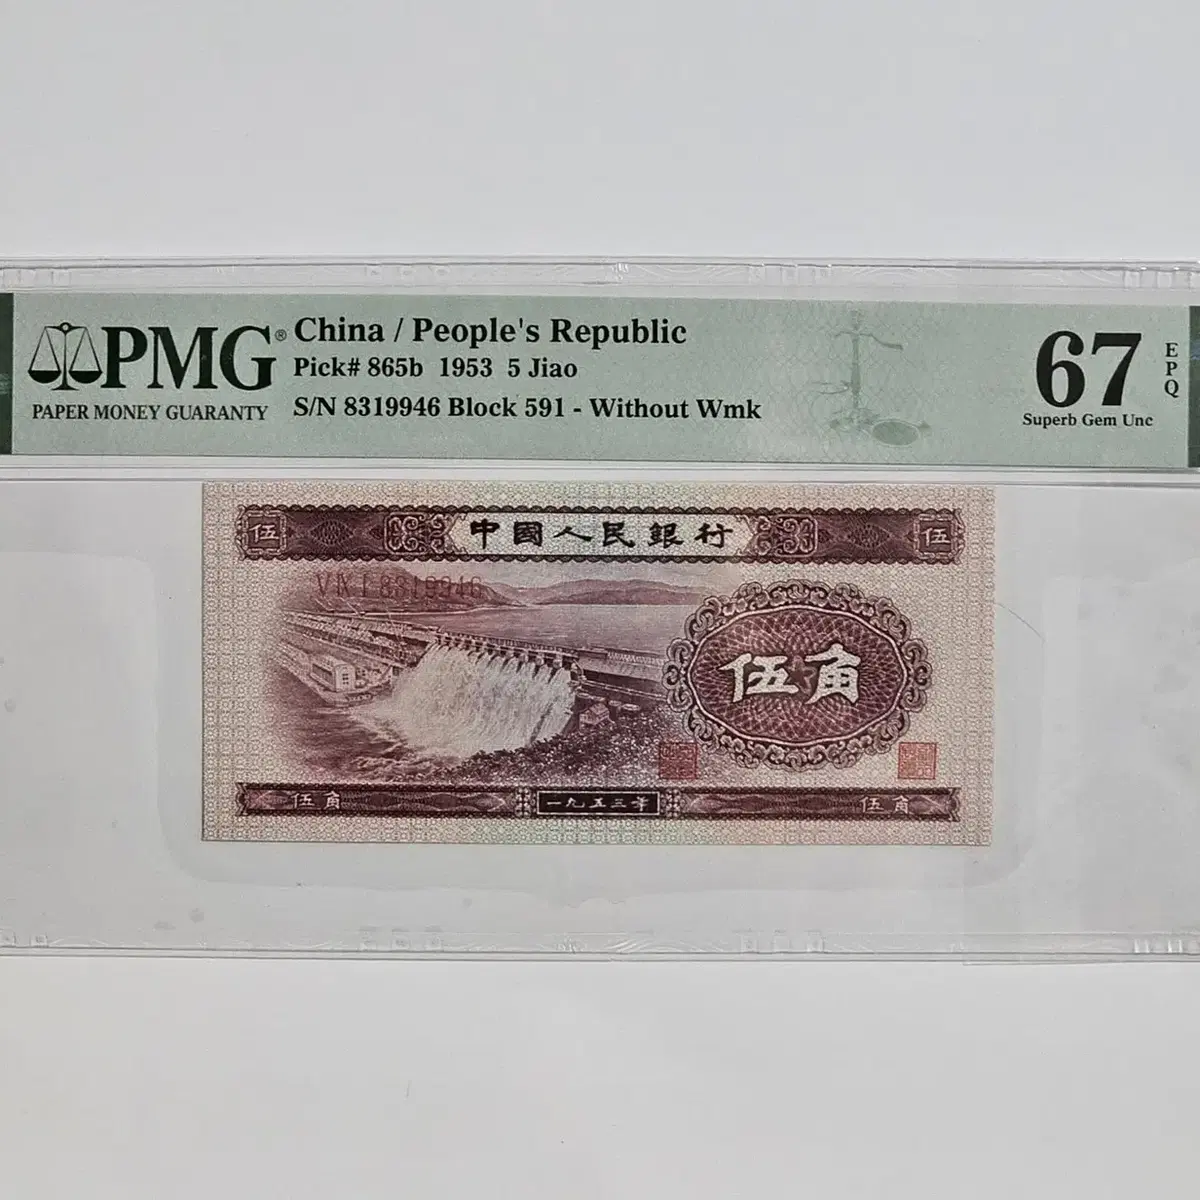 PMG®
PAPER MONEY GUARANTY
China / People's Republic
Pick# 865b 1953 5 Jiao
S/N 8319946 Block 591 - Without Wmk
67
EPQ
Superb Gem Unc
伍
中國人民銀行
伍
V IX I 8319946
伍角
伍角
一九五三年
伍角